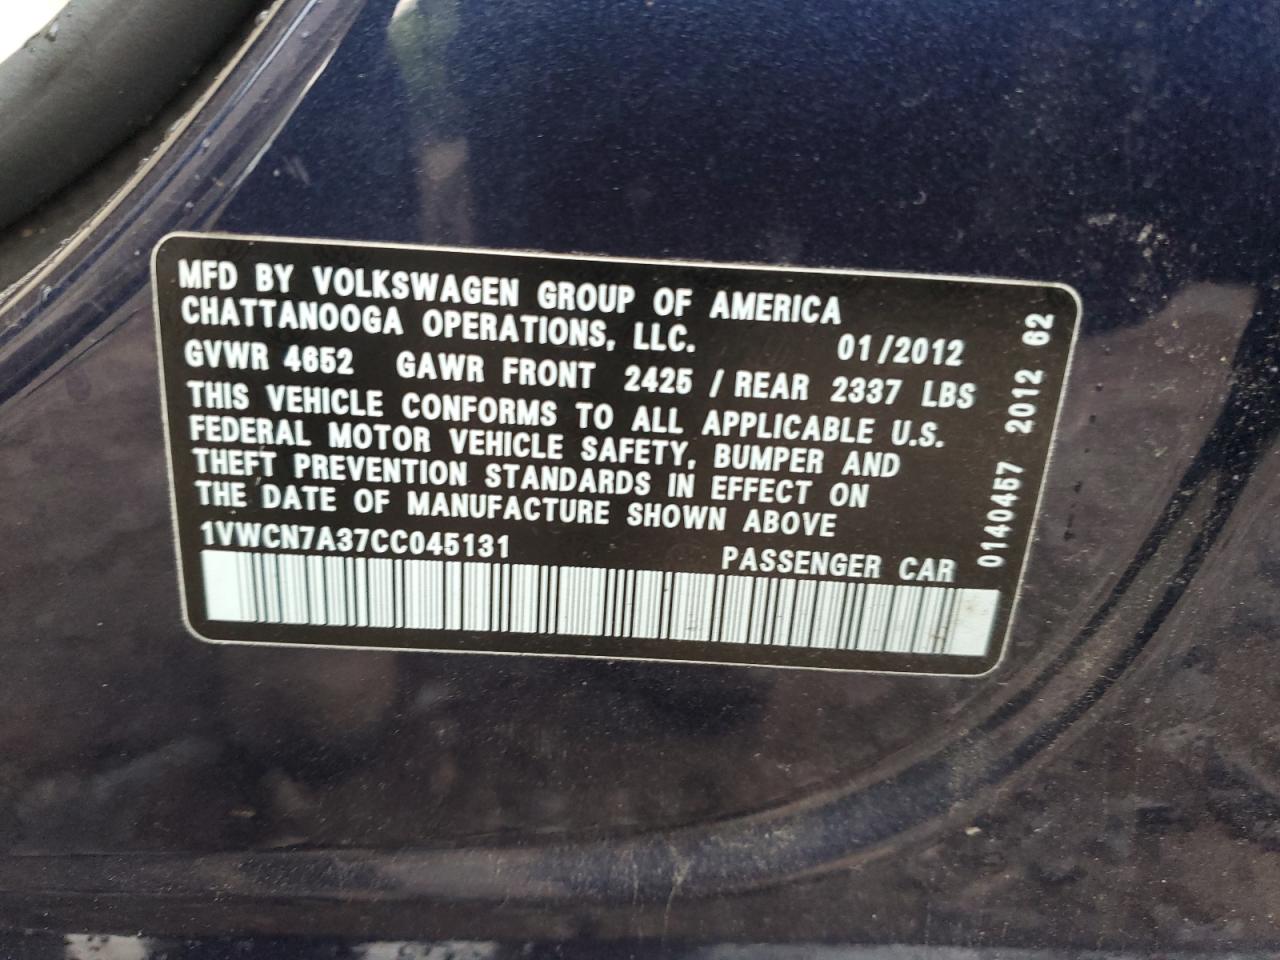 MFD BY VOLKSWAGEN GROUP OF AMERICA
CHATTANOOGA OPERATIONS, LLC. 01/2012
GVWR 4652 GAWR FRONT 2425 / REAR 2337 LBS
THIS VEHICLE CONFORMS TO ALL APPLICABLE U.S.
FEDERAL MOTOR VEHICLE SAFETY, BUMPER AND
THEFT PREVENTION STANDARDS IN EFFECT ON
THE DATE OF MANUFACTURE SHOWN ABOVE
1VWCN7A37CC045131 PASSENGER CAR
0140457 2012 62